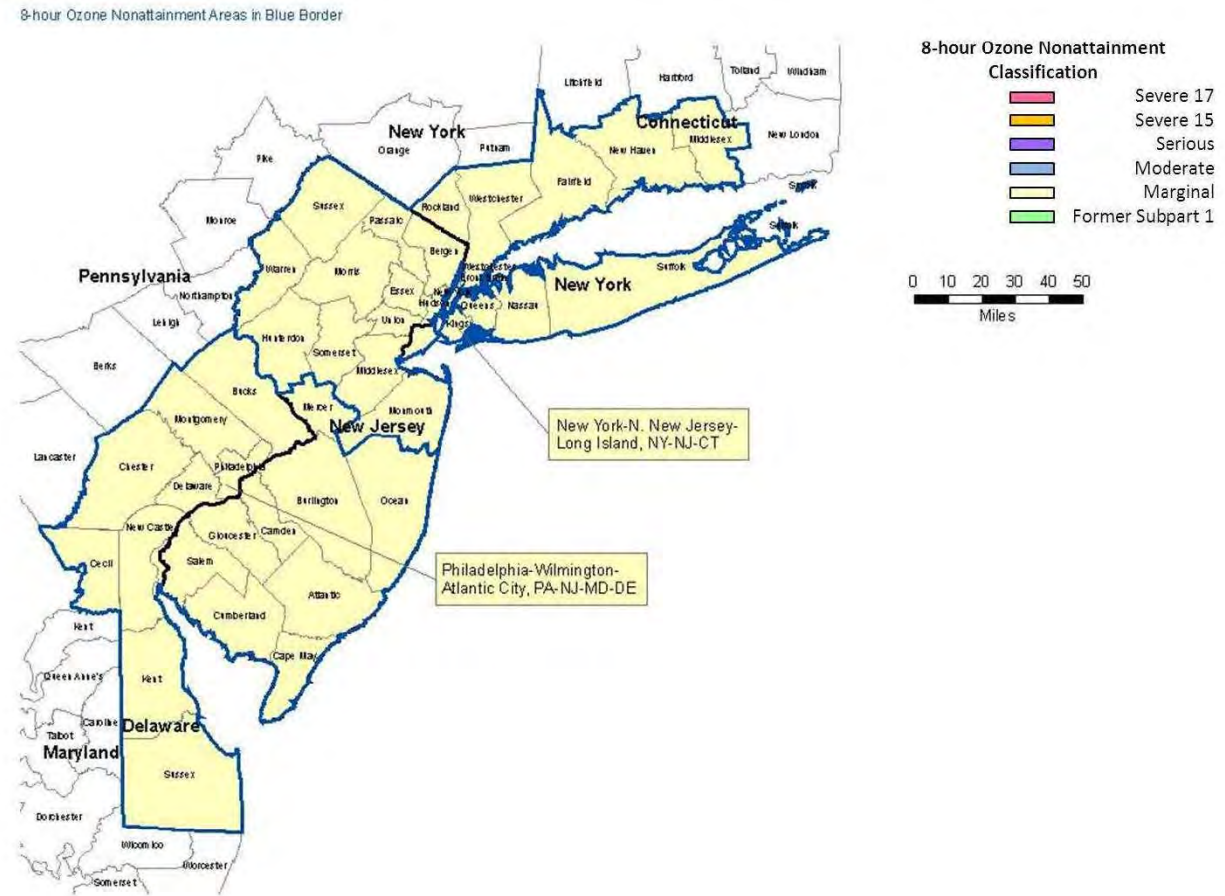 8-hour Ozone Nonattainment Areas in Blue Border
8-hour Ozone Nonattainment
Classification
Severe 17
Severe 15
Serious
Moderate
Marginal
Former Subpart 1
0 10 20 30 40 50
Miles
Litchfield
Hartford
Tolland
Windham
Connecticut
New London
Middlesex
New Haven
Fairfield
New York
Orange
Putnam
Pike
Sussex
Rockland
Westchester
Passaic
Monroe
Bergen
Suffolk
Warren
Morris
Westchester
Pennsylvania
Essex
New York
Suffolk
Northampton
Hudson
Queens
Nassau
Lehigh
Union
Kings
Hunterdon
Somerset
Berks
Middlesex
Bucks
Mercer
Monmouth
Montgomery
New Jersey
New York-N. New Jersey-
Long Island, NY-NJ-CT
Lancaster
Chester
Philadelphia
Delaware
Burlington
Ocean
New Castle
Gloucester
Camden
Cecil
Salem
Philadelphia-Wilmington-
Atlantic City, PA-NJ-MD-DE
Atlantic
Cumberland
Kent
Cape May
Queen Anne's
Kent
Caroline
Delaware
Talbot
Maryland
Sussex
Dorchester
Wicomico
Worcester
Somerset